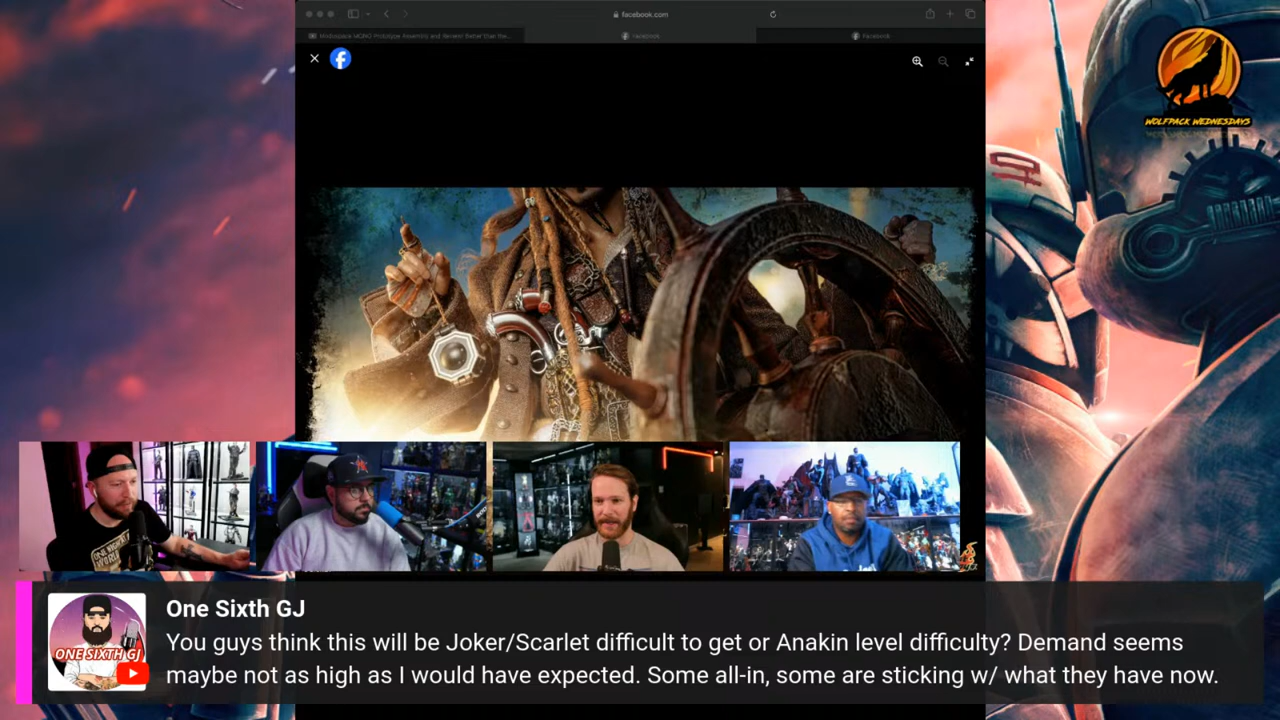 facebook.com
Facebook
Facebook
WOLFPACK WEDNESDAYS
ONE SIXTH GJ
One Sixth GJ
You guys think this will be Joker/Scarlet difficult to get or Anakin level difficulty? Demand seems
maybe not as high as I would have expected. Some all-in, some are sticking w/ what they have now.